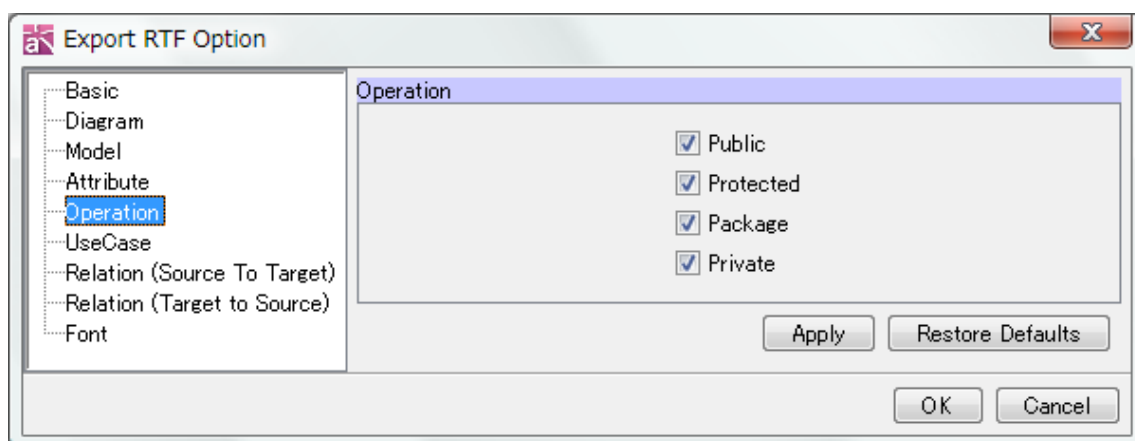 Export RTF Option
Basic
Diagram
Model
Attribute
Operation
UseCase
Relation (Source To Target)
Relation (Target to Source)
Font
Operation
Public
Protected
Package
Private
Apply
Restore Defaults
OK
Cancel